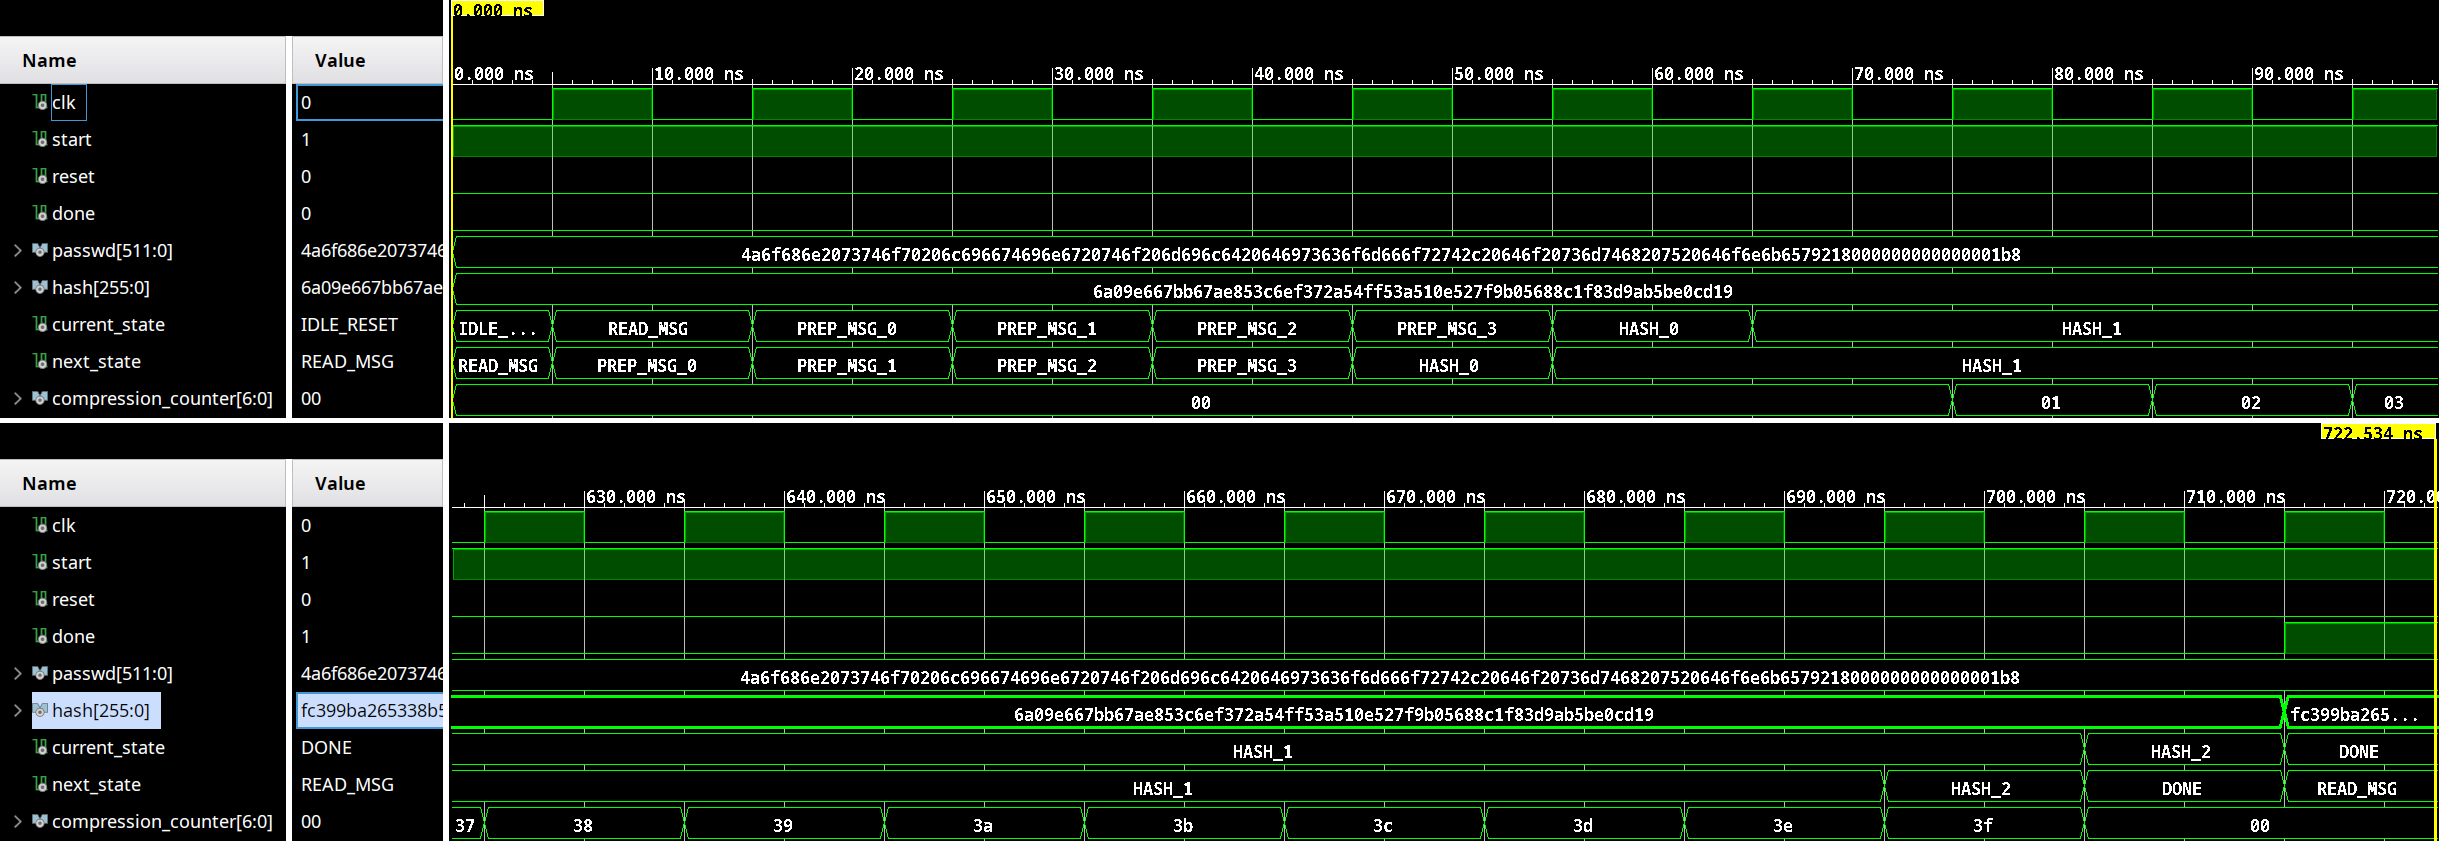 0.000 ns
Name Value
0.000 ns 10.000 ns 20.000 ns 30.000 ns 40.000 ns 50.000 ns 60.000 ns 70.000 ns 80.000 ns 90.000 ns
clk 0
start 1
reset 0
done 0
passwd[511:0] 4a6f686e2073746 4a6f686e2073746f70206c696674696e6720746f206d696c6420646973636f6d666f72742c20646f20736d7468207520646f6e6b65792180000000000000001b8
hash[255:0] 6a09e667bb67ae 6a09e667bb67ae853c6ef372a54ff53a510e527f9b05688c1f83d9ab5be0cd19
current_state IDLE_RESET IDLE_... READ_MSG PREP_MSG_0 PREP_MSG_1 PREP_MSG_2 PREP_MSG_3 HASH_0 HASH_1
next_state READ_MSG READ_MSG PREP_MSG_0 PREP_MSG_1 PREP_MSG_2 PREP_MSG_3 HASH_0 HASH_1
compression_counter[6:0] 00 00 01 02 03
722.534 ns
Name Value
630.000 ns 640.000 ns 650.000 ns 660.000 ns 670.000 ns 680.000 ns 690.000 ns 700.000 ns 710.000 ns 720.0
clk 0
start 1
reset 0
done 1
passwd[511:0] 4a6f686e2073746 4a6f686e2073746f70206c696674696e6720746f206d696c6420646973636f6d666f72742c20646f20736d7468207520646f6e6b65792180000000000000001b8
hash[255:0] fc399ba265338b5 6a09e667bb67ae853c6ef372a54ff53a510e527f9b05688c1f83d9ab5be0cd19 fc399ba265...
current_state DONE HASH_1 HASH_2 DONE
next_state READ_MSG HASH_1 HASH_2 DONE READ_MSG
compression_counter[6:0] 00 37 38 39 3a 3b 3c 3d 3e 3f 00